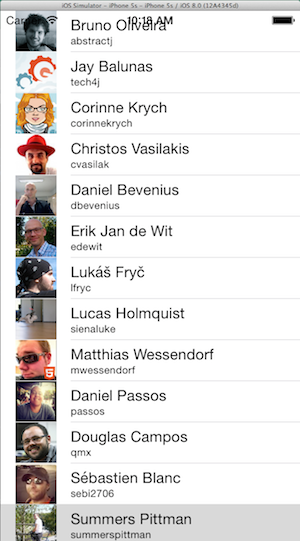 iOS Simulator - iPhone 5s - iPhone 5s / iOS 8.0 (12A4345d)
Carrier 10:18 AM
Bruno Oliveira
abstractj
Jay Balunas
tech4j
Corinne Krych
corinnekrych
Christos Vasilakis
cvasilak
Daniel Bevenius
dbevenius
Erik Jan de Wit
edewit
Lukáš Fryč
lfryc
Lucas Holmquist
sienaluke
Matthias Wessendorf
mwessendorf
Daniel Passos
passos
Douglas Campos
qmx
Sébastien Blanc
sebi2706
Summers Pittman
summerspittman